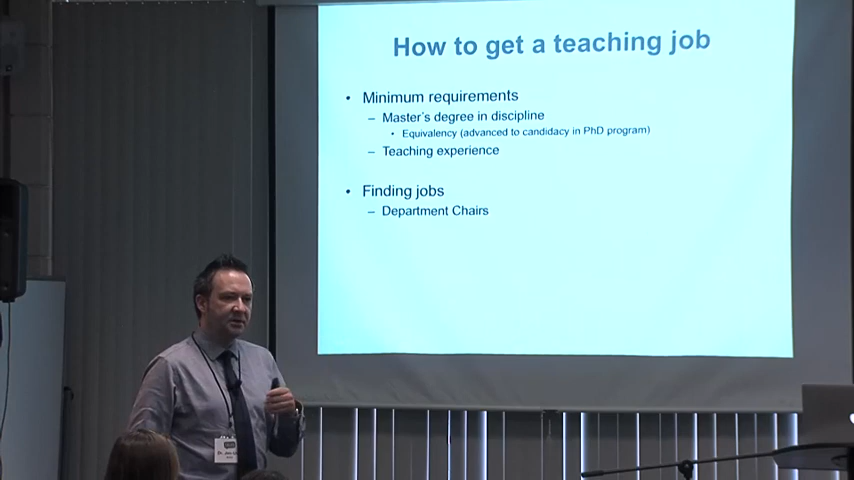 How to get a teaching job
• Minimum requirements
– Master's degree in discipline
• Equivalency (advanced to candidacy in PhD program)
– Teaching experience
• Finding jobs
– Department Chairs
Dr.